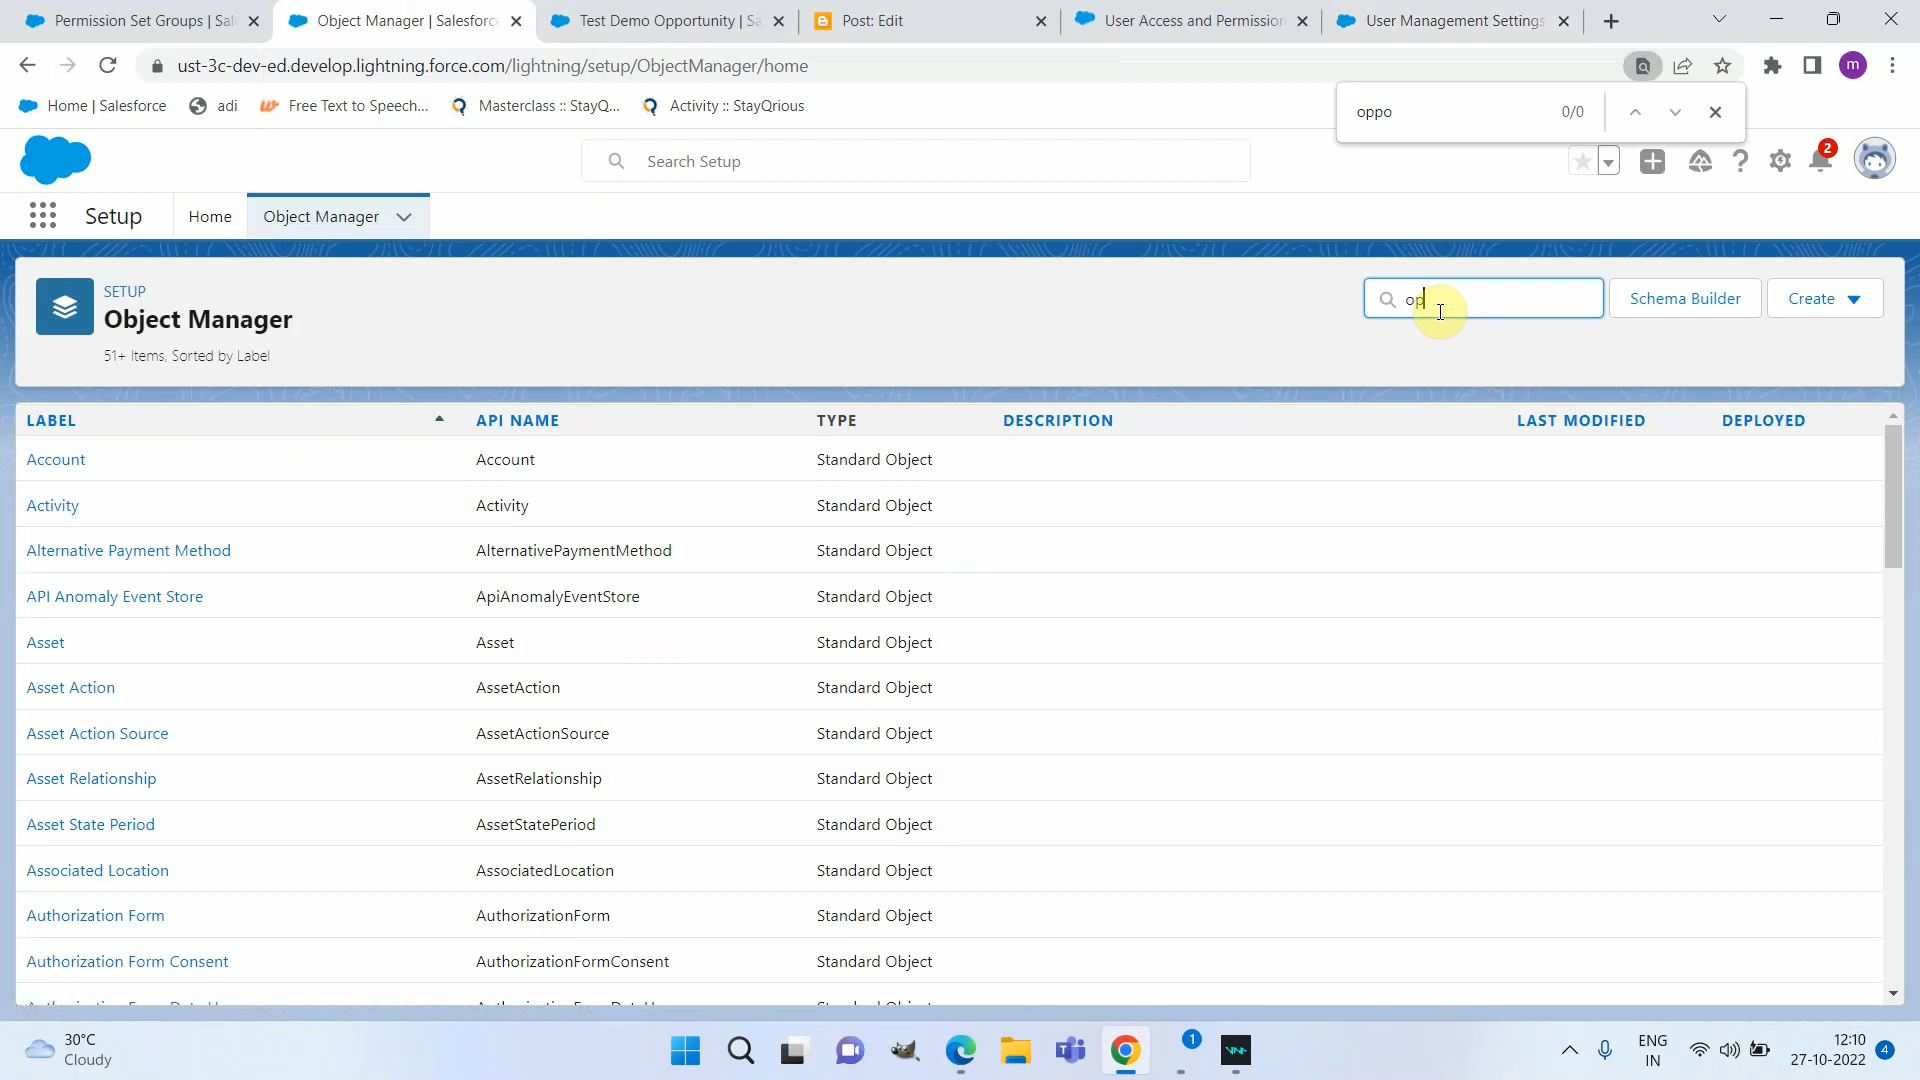 Permission Set Groups | Sal
Object Manager | Salesforce
Test Demo Opportunity | Sa
Post: Edit
User Access and Permission
User Management Settings
ust-3c-dev-ed.develop.lightning.force.com/lightning/setup/ObjectManager/home
m
Home | Salesforce
adi
Free Text to Speech...
Masterclass :: StayQ...
Activity :: StayQrious
oppo
0/0
Search Setup
2
Setup
Home
Object Manager
SETUP
Object Manager
51+ Items, Sorted by Label
op
Schema Builder
Create
LABEL API NAME TYPE DESCRIPTION LAST MODIFIED DEPLOYED
Account Account Standard Object
Activity Activity Standard Object
Alternative Payment Method AlternativePaymentMethod Standard Object
API Anomaly Event Store ApiAnomalyEventStore Standard Object
Asset Asset Standard Object
Asset Action AssetAction Standard Object
Asset Action Source AssetActionSource Standard Object
Asset Relationship AssetRelationship Standard Object
Asset State Period AssetStatePeriod Standard Object
Associated Location AssociatedLocation Standard Object
Authorization Form AuthorizationForm Standard Object
Authorization Form Consent AuthorizationFormConsent Standard Object
30°C
Cloudy
1
ENG
IN
12:10
27-10-2022
4